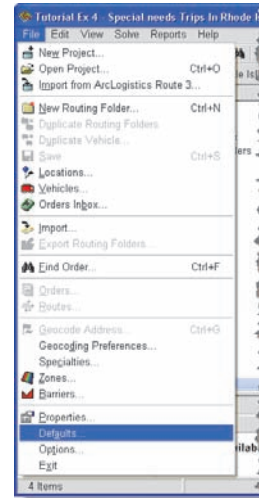 Tutorial Ex 4 - Special needs Trips In Rhode
File Edit View Solve Reports Help
New Project...
Open Project... Ctrl+O
Import from ArcLogistics Route 3...
New Routing Folder... Ctrl+N
Duplicate Routing Folders
Duplicate Vehicle...
Save Ctrl+S
Locations...
Vehicles...
Orders Inbox...
Import...
Export Routing Folders...
Find Order... Ctrl+F
Orders...
Routes...
Geocode Address... Ctrl+G
Geocoding Preferences...
Specialties...
Zones...
Barriers...
Properties...
Defaults...
Options...
Exit
4 Items